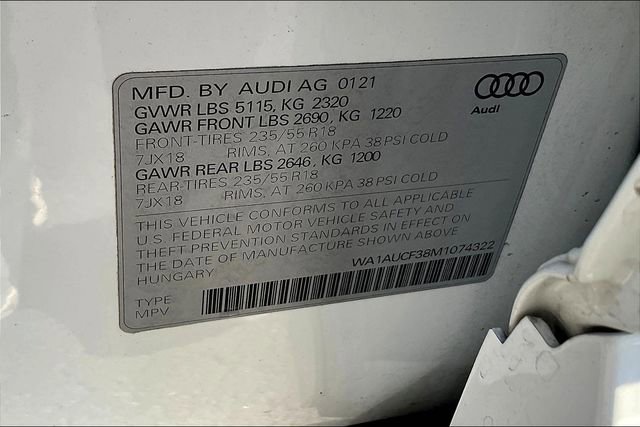 MFD. BY AUDI AG 0121
GVWR LBS 5115, KG 2320
GAWR FRONT LBS 2690, KG 1220
FRONT-TIRES 235/55 R18
7JX18 RIMS, AT 260 KPA 38 PSI COLD
GAWR REAR LBS 2646, KG 1200
REAR-TIRES 235/55 R18
7JX18 RIMS, AT 260 KPA 38 PSI COLD
Audi
THIS VEHICLE CONFORMS TO ALL APPLICABLE
U.S. FEDERAL MOTOR VEHICLE SAFETY AND
THEFT PREVENTION STANDARDS IN EFFECT ON
THE DATE OF MANUFACTURE SHOWN ABOVE
HUNGARY WA1AUCF38M1074322
TYPE
MPV